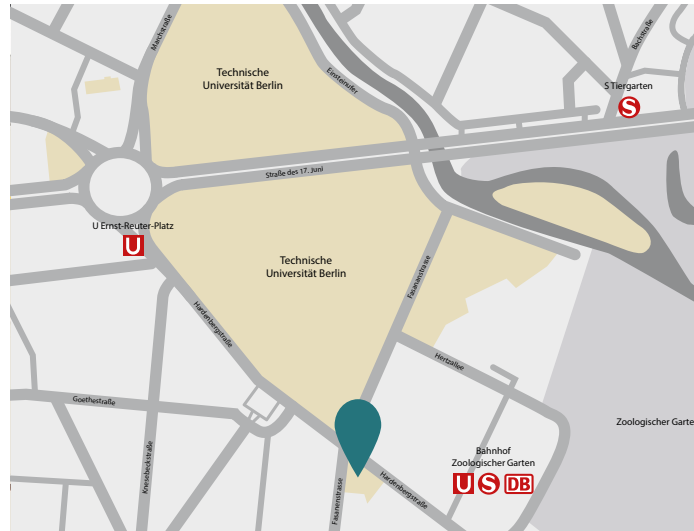 Marchstraße
Technische
Universität Berlin
Einsteinufer
Bachstraße
S Tiergarten
S
Straße des 17. Juni
U Ernst-Reuter-Platz
U
Technische
Universität Berlin
Fasanenstrasse
Hardenbergstraße
Hertzallee
Goethestraße
Zoologischer Garte
Knesebeckstraße
Bahnhof
Zoologischer Garten
U S DB
Fasanenstrasse
Hardenbergstraße